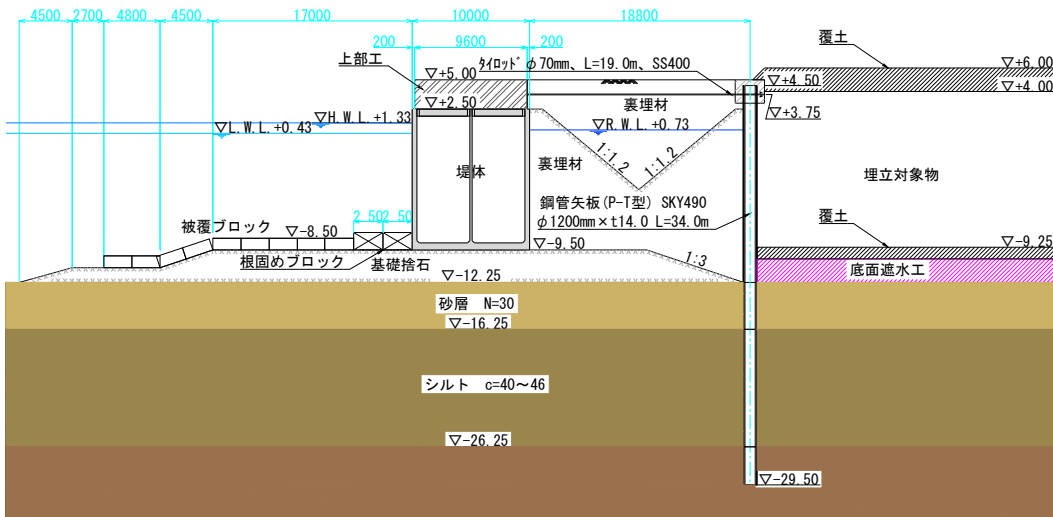 4500 2700 4800 4500 17000 10000 18800
200 9600 200
覆土
上部工
▽+5.00
ﾀｲﾛｯﾄﾞ φ70mm、L=19.0m、SS400
▽+6.00
▽+4.50
▽+4.00
▽+2.50
裏埋材
▽+3.75
▽H.W.L.+1.33
▽L.W.L.+0.43
▽R.W.L.+0.73
1:1.2
1:1.2
堤体
裏埋材
埋立対象物
鋼管矢板(P-T型) SKY490
φ1200mm×t14.0 L=34.0m
2.50 2.50
被覆ブロック
▽-8.50
覆土
▽-9.50
▽-9.25
根固めブロック
基礎捨石
1:3
底面遮水工
▽-12.25
砂層 N=30
▽-16.25
シルト c=40～46
▽-26.25
▽-29.50